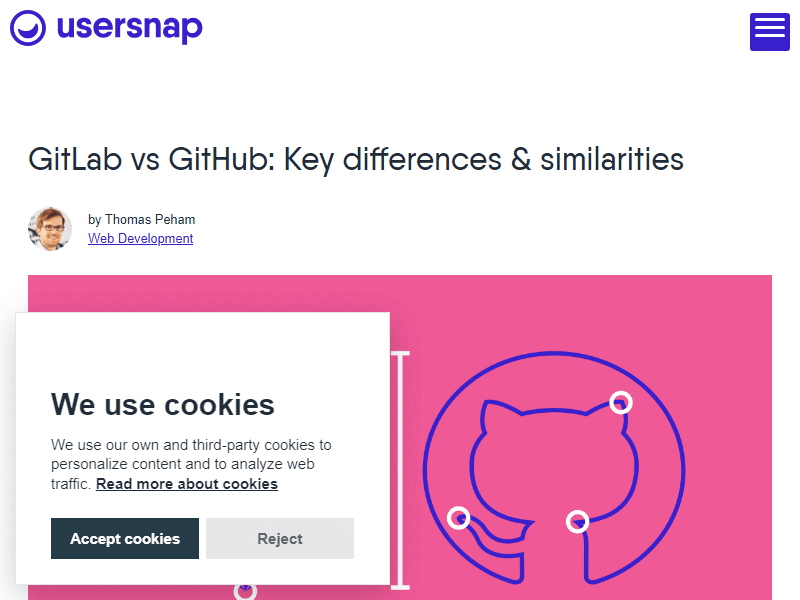 usersnap
GitLab vs GitHub: Key differences & similarities
by Thomas Peham
Web Development
We use cookies
We use our own and third-party cookies to
personalize content and to analyze web
traffic. Read more about cookies
Accept cookies
Reject